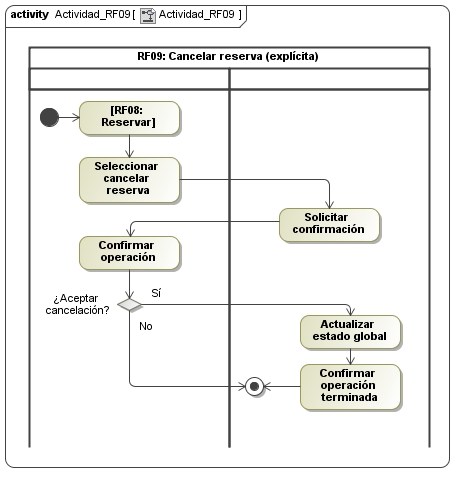 activity Actividad_RF09 [ Actividad_RF09 ]
RF09: Cancelar reserva (explícita)
[RF08:
Reservar]
Seleccionar
cancelar
reserva
Solicitar
confirmación
Confirmar
operación
¿Aceptar
cancelación?
Sí
No
Actualizar
estado global
Confirmar
operación
terminada